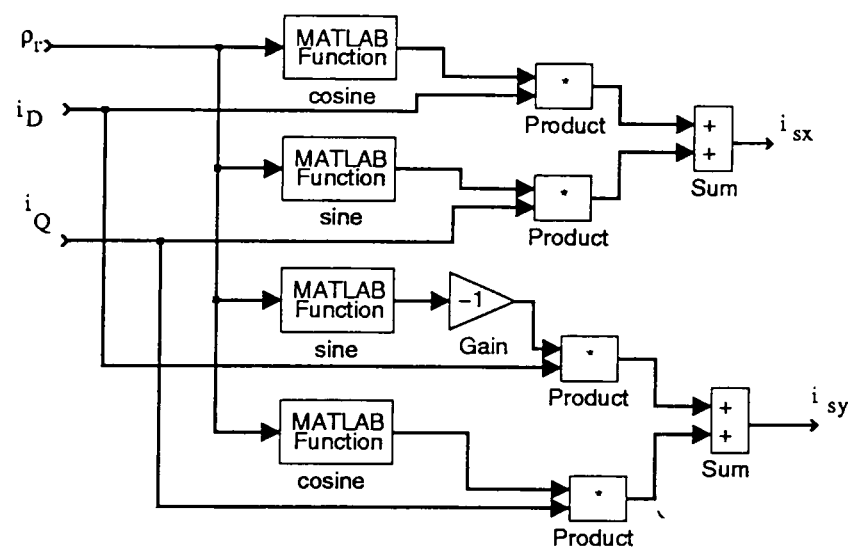 ρr
MATLAB
Function
cosine
*
Product
i D
+
+
Sum
i sx
MATLAB
Function
sine
*
Product
i Q
MATLAB
Function
sine
-1
Gain
*
Product
+
+
Sum
i sy
MATLAB
Function
cosine
*
Product